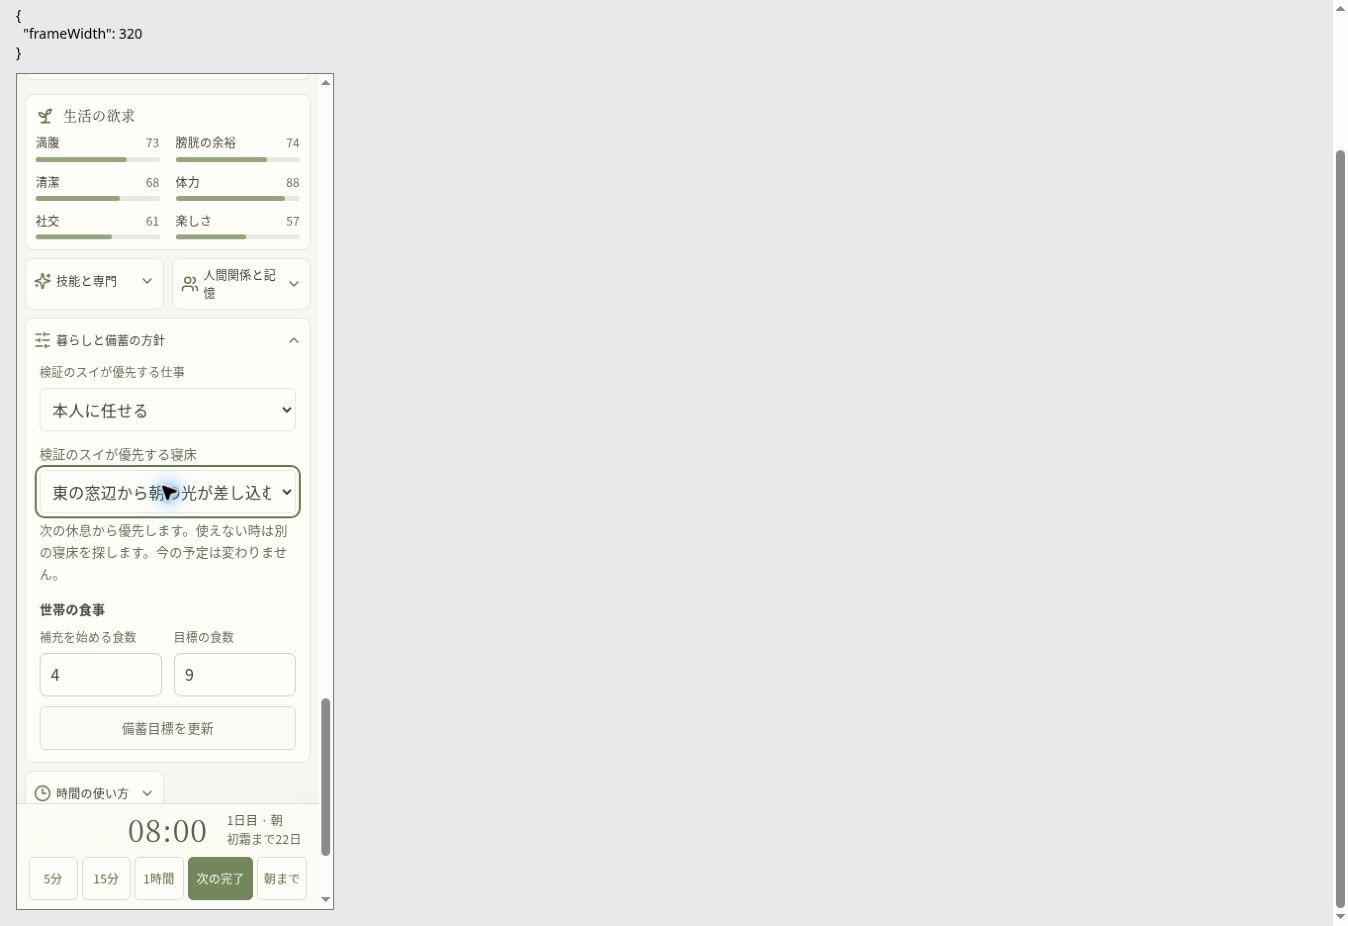 {
"frameWidth": 320
}
生活の欲求
満腹 73 膀胱の余裕 74
清潔 68 体力 88
社交 61 楽しさ 57
技能と専門
人間関係と記
憶
暮らしと備蓄の方針
検証のスイが優先する仕事
本人に任せる
検証のスイが優先する寝床
東の窓辺から朝の光が差し込む
次の休息から優先します。使えない時は別
の寝床を探します。今の予定は変わりませ
ん。
世帯の食事
補充を始める食数 目標の食数
4 9
備蓄目標を更新
時間の使い方
08:00
1日目 · 朝
初霜まで22日
5分 15分 1時間 次の完了 朝まで